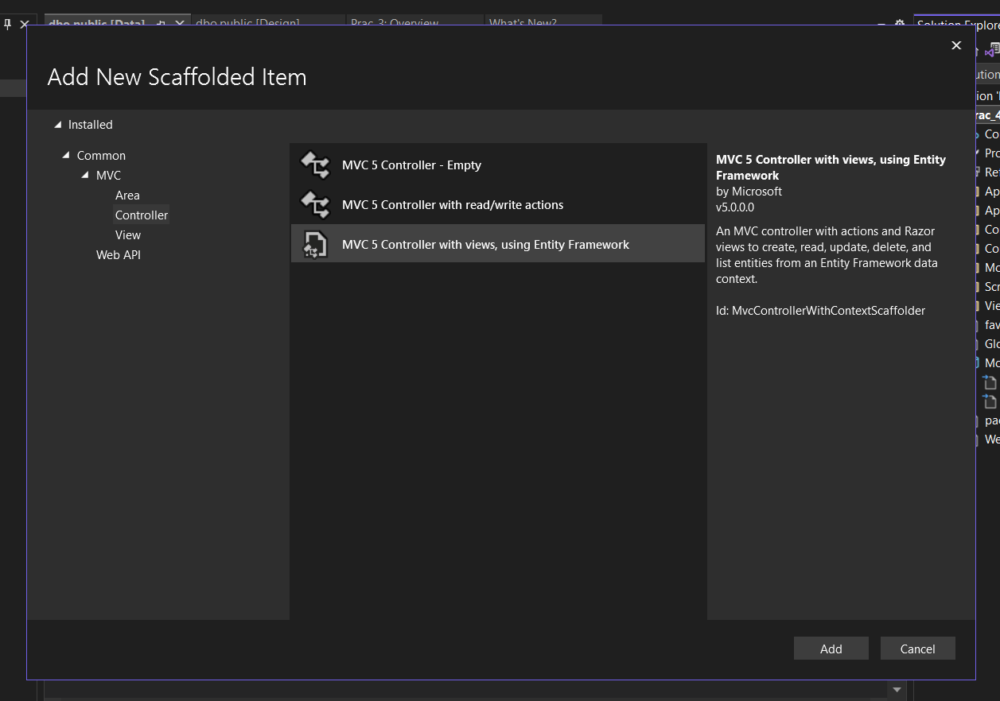 dbo.public [Data]
dbo.public [Design]
Prac_3: Overview
What's New?
Solution Explore
Add New Scaffolded Item
Installed
Common
MVC
Area
Controller
View
Web API
MVC 5 Controller - Empty
MVC 5 Controller with read/write actions
MVC 5 Controller with views, using Entity Framework
MVC 5 Controller with views, using Entity
Framework
by Microsoft
v5.0.0.0
An MVC controller with actions and Razor
views to create, read, update, delete, and
list entities from an Entity Framework data
context.
Id: MvcControllerWithContextScaffolder
Add
Cancel
ution
ion '
rac_4
Co
Pro
Re
Ap
Ap
Co
Co
Mo
Scr
Vie
fav
Glo
Mo
pac
We